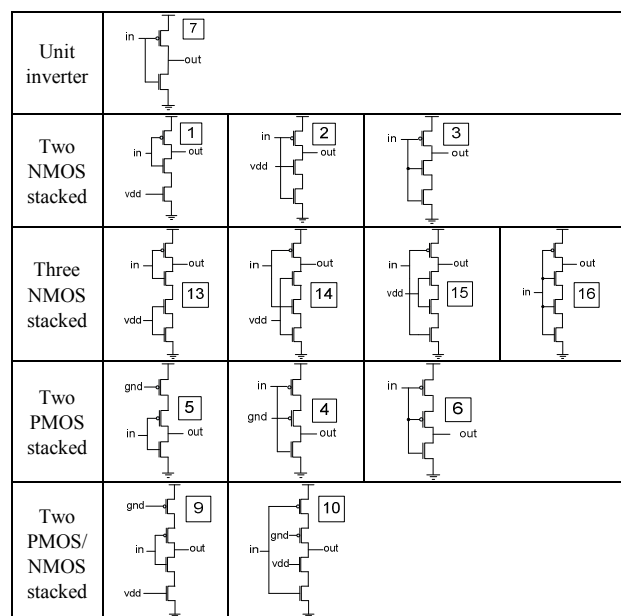 Unit
inverter
in
7
out
Two
NMOS
stacked
in
1
out
vdd
in
2
out
vdd
in
3
out
Three
NMOS
stacked
in
out
13
vdd
in
out
14
vdd
out
vdd
15
out
in
16
Two
PMOS
stacked
gnd
5
in
out
in
4
gnd
out
in
6
out
Two
PMOS/
NMOS
stacked
gnd
9
in
out
vdd
10
gnd
in
out
vdd